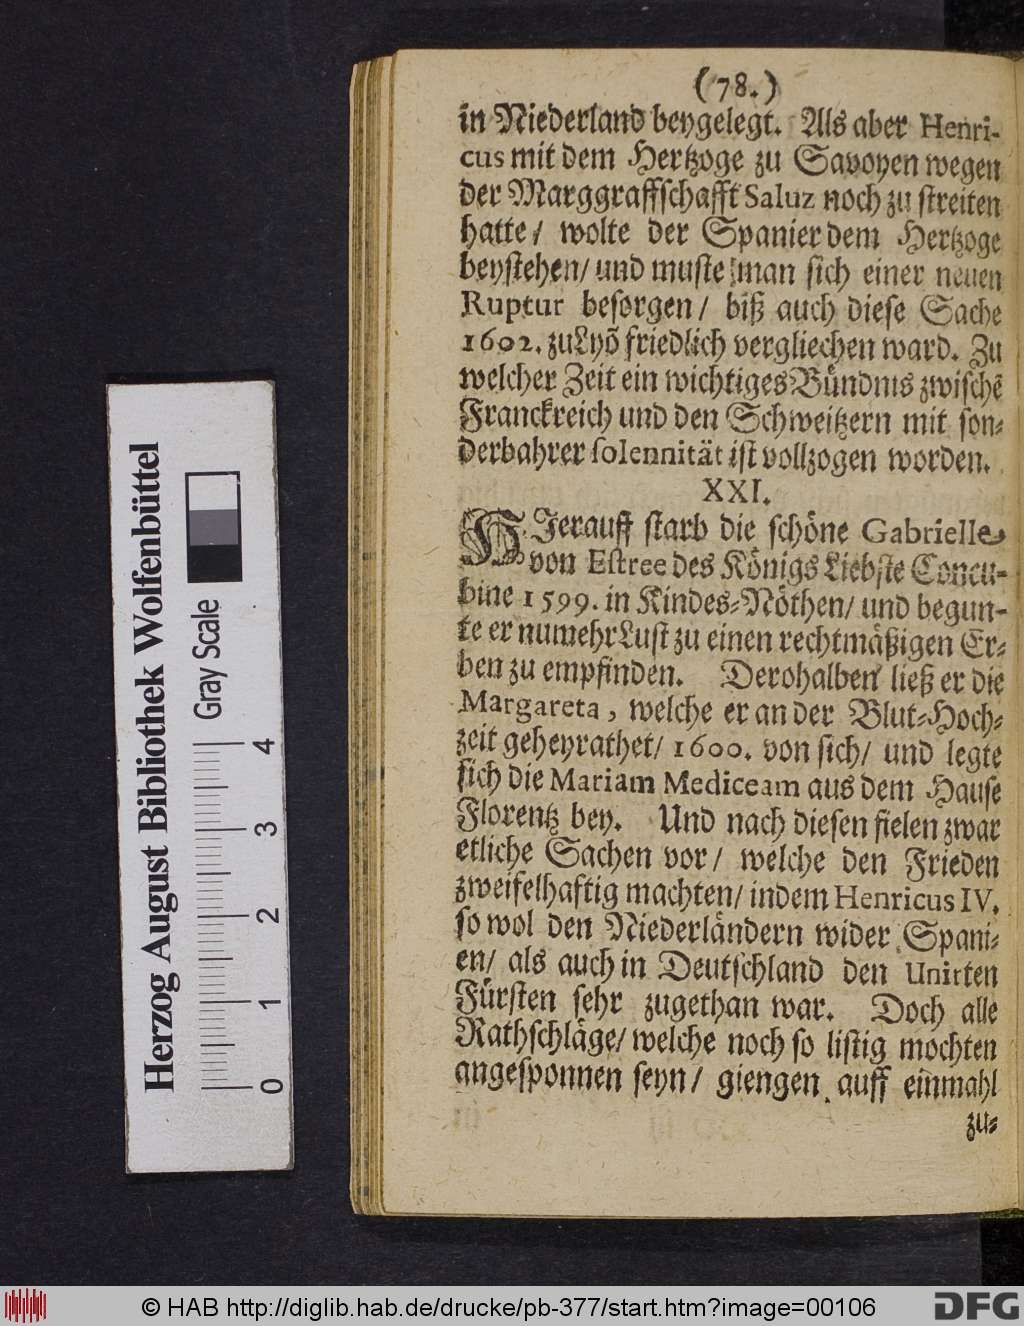 (78.)
in Niederland beygelegt. Als aber Henri-
cus mit dem Hertzoge zu Savoyen wegen
der Marggraffschafft Saluz noch zu streiten
hatte/ wolte der Spanier dem Hertzoge
beystehen/ und muste man sich einer neuen
Ruptur besorgen/ biß auch diese Sache
1602. zu Lyõ friedlich vergliechen ward. Zu
welcher Zeit ein wichtiges Bündnis zwischẽ
Franckreich und den Schweitzern mit son-
derbahrer solennität ist vollzogen worden.
XXI.
HIerauff starb die schöne Gabrielle
von Estree des Königs Liebste Concu-
bine 1599. in Kindes-Nöthen/ und begun-
te er numehr Lust zu einen rechtmäßigen Er-
ben zu empfinden. Derohalben ließ er die
Margareta, welche er an der Blut-Hoch-
zeit geheyrathet/ 1600. von sich/ und legte
sich die Mariam Mediceam aus dem Hause
Florentz bey. Und nach diesen fielen zwar
etliche Sachen vor/ welche den Frieden
zweifelhaftig machten/ indem Henricus IV.
so wol den Niederländern wider Spani-
en/ als auch in Deutschland den Unirten
Fürsten sehr zugethan war. Doch alle
Rathschläge/ welche noch so listig mochten
angesponnen seyn/ giengen auff einmahl
zu-
Herzog August Bibliothek Wolfenbüttel
Gray Scale
0 1 2 3 4
© HAB http://diglib.hab.de/drucke/pb-377/start.htm?image=00106
DFG